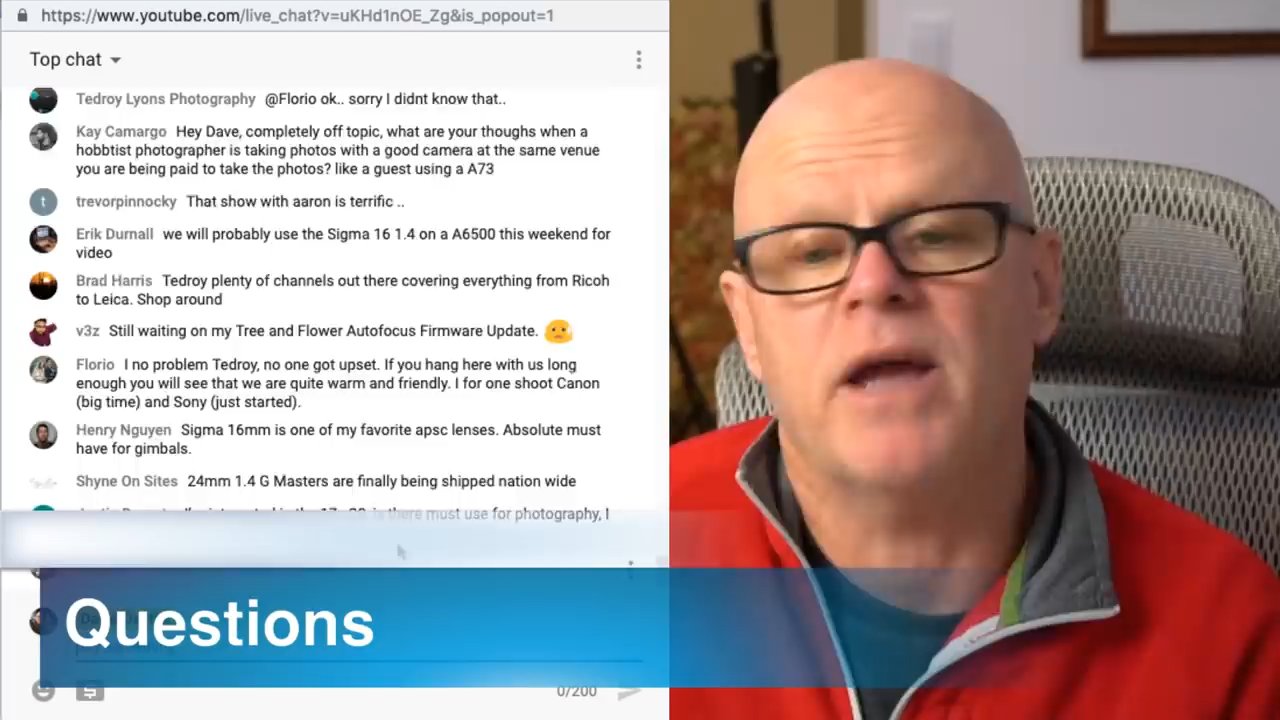 https://www.youtube.com/live_chat?v=uKHd1nOE_Zg&is_popout=1
Top chat
Tedroy Lyons Photography @Florio ok.. sorry I didnt know that..
Kay Camargo Hey Dave, completely off topic, what are your thoughs when a
hobbtist photographer is taking photos with a good camera at the same venue
you are being paid to take the photos? like a guest using a A73
t
trevorpinnocky That show with aaron is terrific ..
Erik Durnall we will probably use the Sigma 16 1.4 on a A6500 this weekend for
video
Brad Harris Tedroy plenty of channels out there covering everything from Ricoh
to Leica. Shop around
v3z Still waiting on my Tree and Flower Autofocus Firmware Update.
Florio I no problem Tedroy, no one got upset. If you hang here with us long
enough you will see that we are quite warm and friendly. I for one shoot Canon
(big time) and Sony (just started).
Henry Nguyen Sigma 16mm is one of my favorite apsc lenses. Absolute must
have for gimbals.
Shyne On Sites 24mm 1.4 G Masters are finally being shipped nation wide
is there must use for photography, I
Questions
0/200